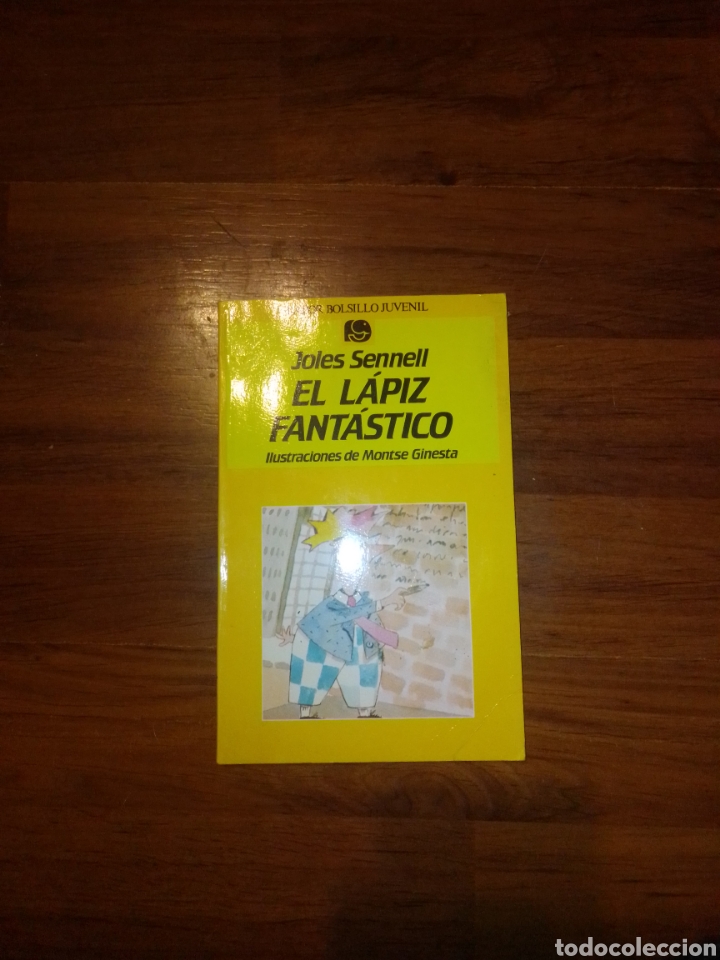 BOLSILLO JUVENIL
Joles Sennell
EL LÁPIZ
FANTÁSTICO
Ilustraciones de Montse Ginesta
todocoleccion